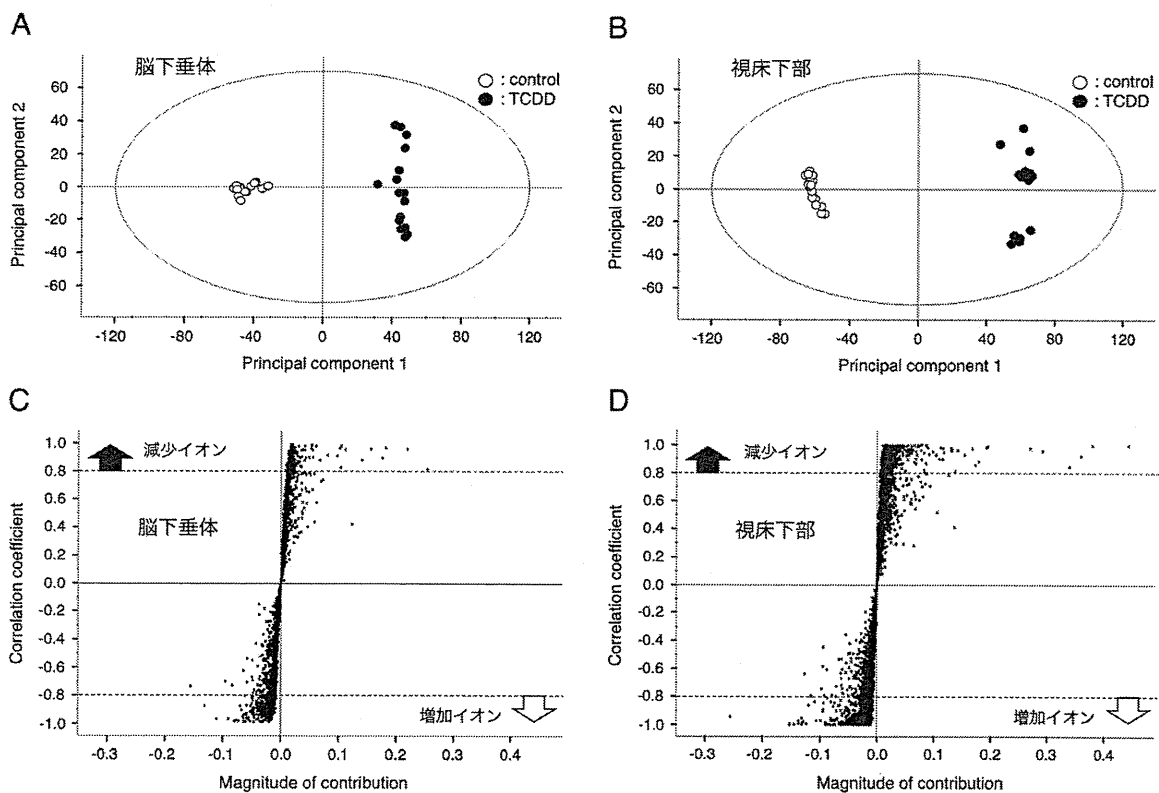 A
脳下垂体
○ : control
● : TCDD
Principal component 2
60
40
20
0
-20
-40
-60
-120
-80
-40
0
40
80
120
Principal component 1
B
視床下部
○ : control
● : TCDD
Principal component 2
60
40
20
0
-20
-40
-60
-120
-80
-40
0
40
80
120
Principal component 1
C
減少イオン
脳下垂体
増加イオン
Correlation coefficient
1.0
0.8
0.6
0.4
0.2
0.0
-0.2
-0.4
-0.6
-0.8
-1.0
-0.3
-0.2
-0.1
0.0
0.1
0.2
0.3
0.4
Magnitude of contribution
D
減少イオン
視床下部
増加イオン
Correlation coefficient
1.0
0.8
0.6
0.4
0.2
0.0
-0.2
-0.4
-0.6
-0.8
-1.0
-0.3
-0.2
-0.1
0.0
0.1
0.2
0.3
0.4
Magnitude of contribution